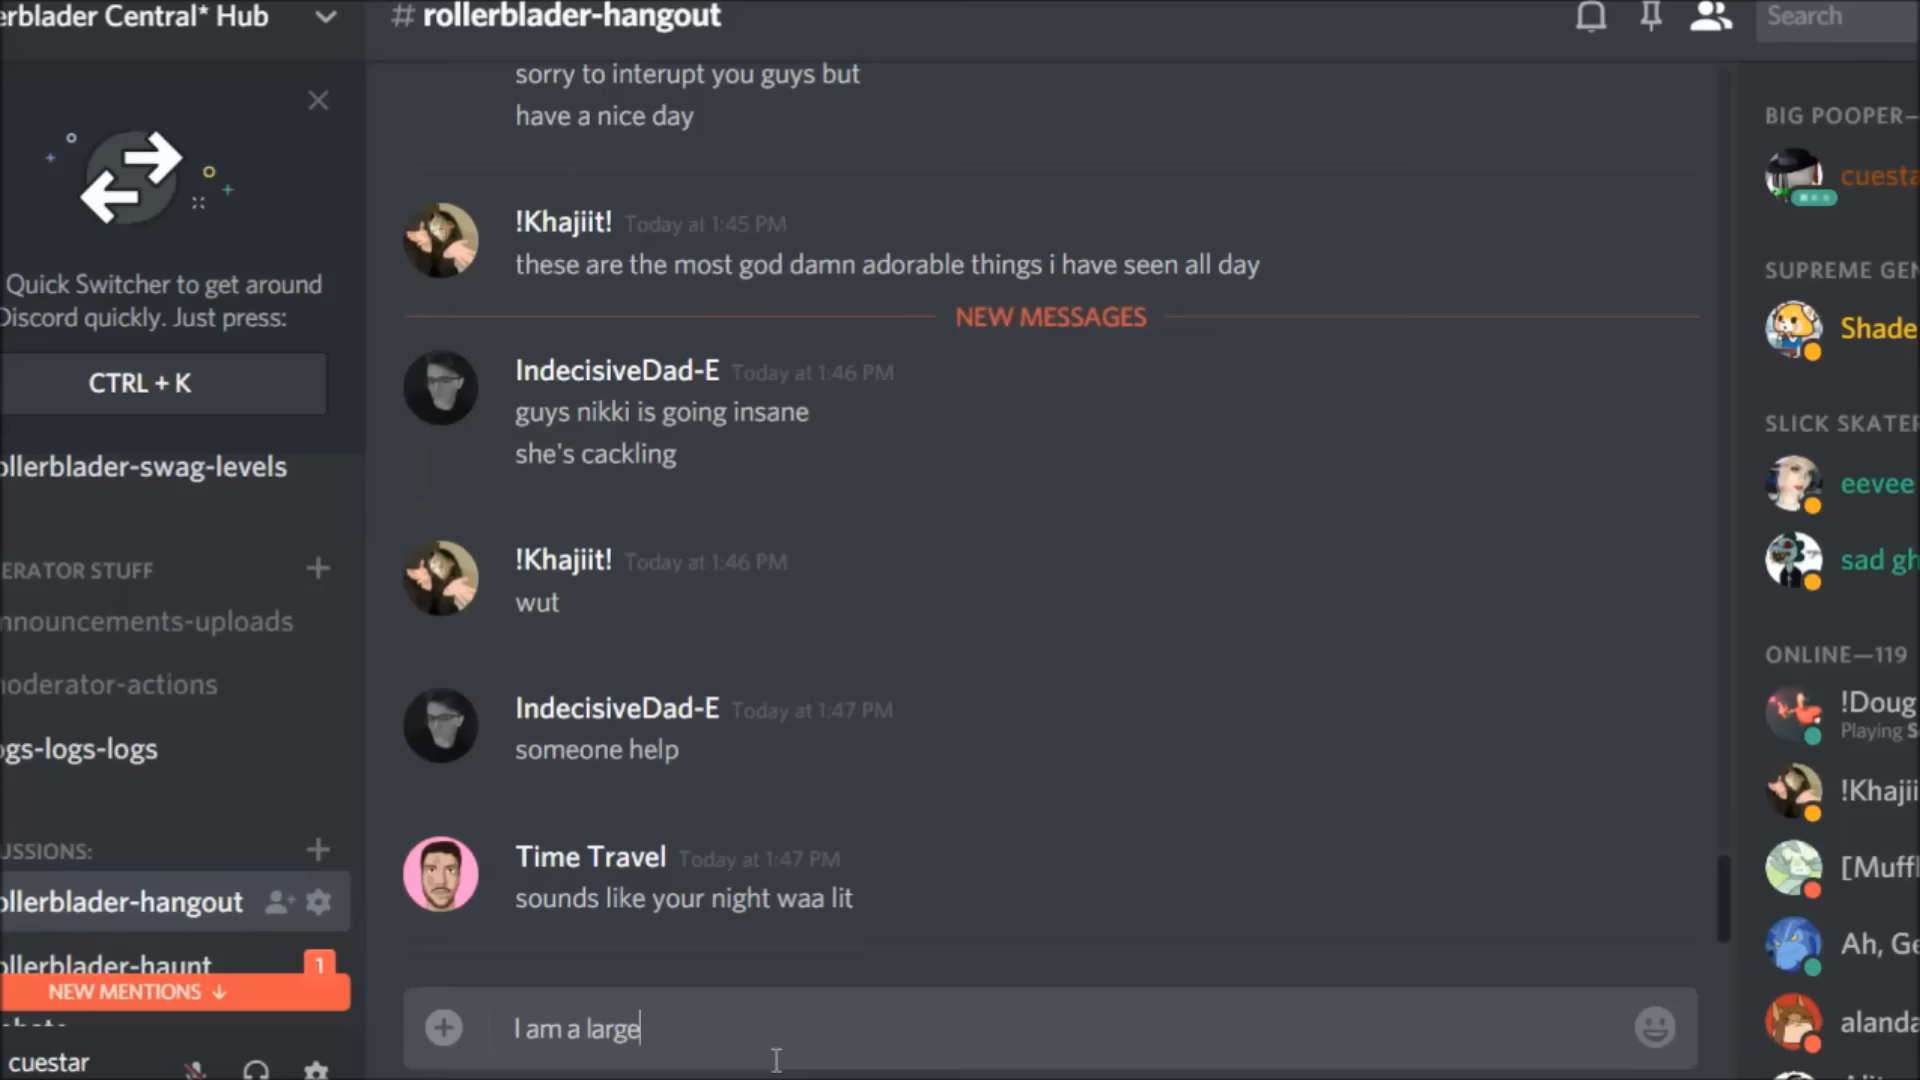 erblader Central* Hub
# rollerblader-hangout
Search
Quick Switcher to get around
Discord quickly. Just press:
CTRL + K
ollerblader-swag-levels
ERATOR STUFF
nnouncements-uploads
noderator-actions
ogs-logs-logs
USSIONS:
ollerblader-hangout
ollerblader-haunt
1
NEW MENTIONS ↓
cuestar
sorry to interupt you guys but
have a nice day
!Khajiit! Today at 1:45 PM
these are the most god damn adorable things i have seen all day
NEW MESSAGES
IndecisiveDad-E Today at 1:46 PM
guys nikki is going insane
she's cackling
!Khajiit! Today at 1:46 PM
wut
IndecisiveDad-E Today at 1:47 PM
someone help
Time Travel Today at 1:47 PM
sounds like your night waa lit
I am a large
BIG POOPER—
cuesta
SUPREME GEN
Shade
SLICK SKATER
eevee
sad gh
ONLINE—119
!Doug
Playing S
!Khajii
[Muffl
Ah, Ge
alanda